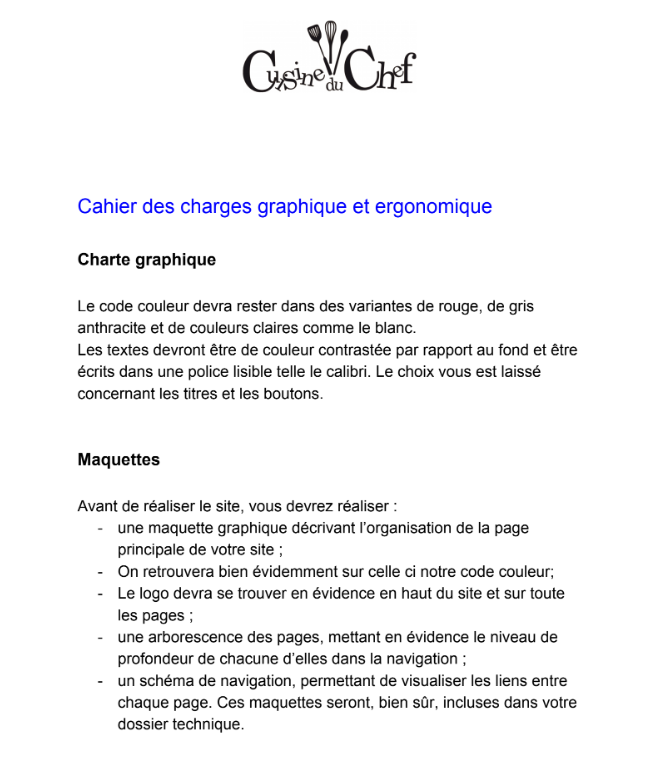 Cuisine du Chef
Cahier des charges graphique et ergonomique
Charte graphique
Le code couleur devra rester dans des variantes de rouge, de gris
anthracite et de couleurs claires comme le blanc.
Les textes devront être de couleur contrastée par rapport au fond et être
écrits dans une police lisible telle le calibri. Le choix vous est laissé
concernant les titres et les boutons.
Maquettes
Avant de réaliser le site, vous devrez réaliser :
- une maquette graphique décrivant l'organisation de la page
principale de votre site ;
- On retrouvera bien évidemment sur celle ci notre code couleur;
- Le logo devra se trouver en évidence en haut du site et sur toute
les pages ;
- une arborescence des pages, mettant en évidence le niveau de
profondeur de chacune d'elles dans la navigation ;
- un schéma de navigation, permettant de visualiser les liens entre
chaque page. Ces maquettes seront, bien sûr, incluses dans votre
dossier technique.